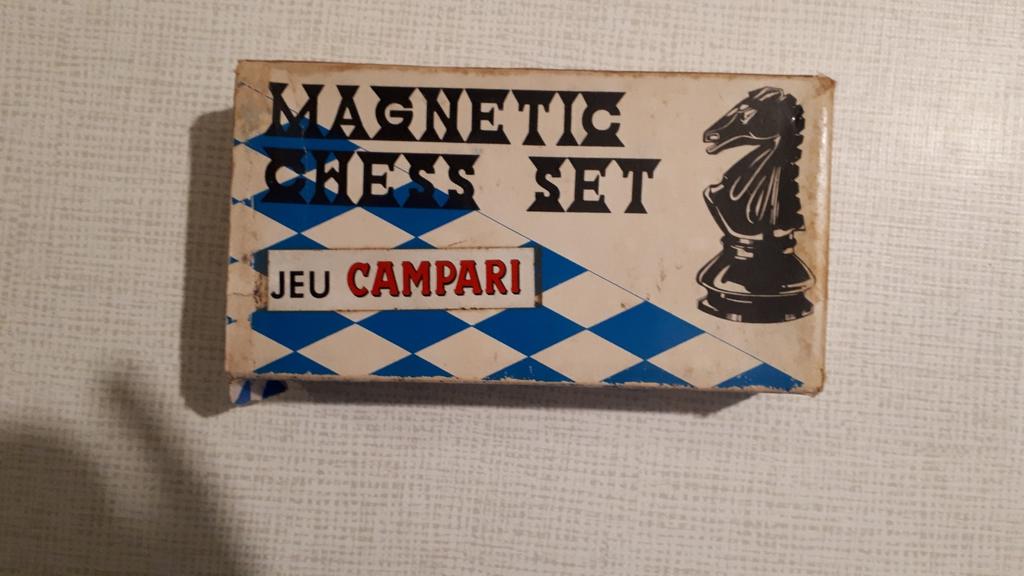 MAGNETIC
CHESS SET
JEU CAMPARI